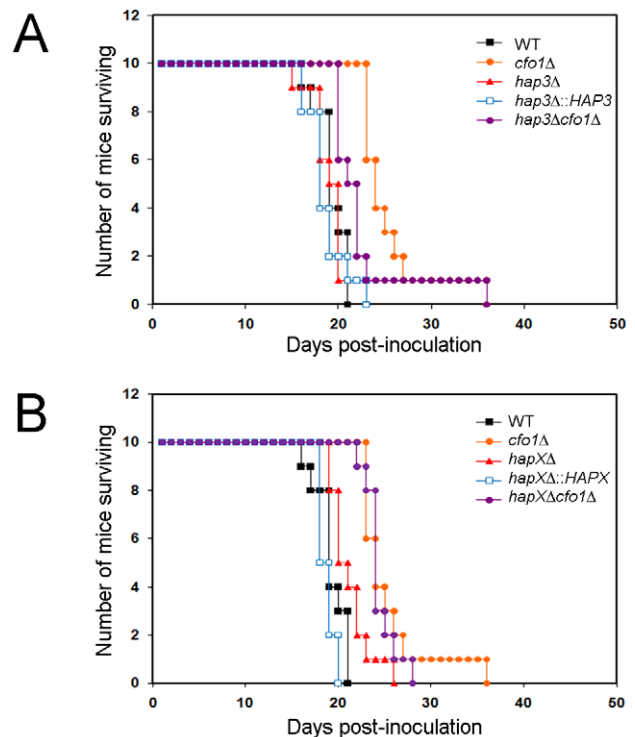 A
12
10
8
6
4
2
0
Number of mice surviving
WT
cfo1Δ
hap3Δ
hap3Δ::HAP3
hap3Δcfo1Δ
0 10 20 30 40 50
Days post-inoculation
B
12
10
8
6
4
2
0
Number of mice surviving
WT
cfo1Δ
hapXΔ
hapXΔ::HAPX
hapXΔcfo1Δ
0 10 20 30 40 50
Days post-inoculation